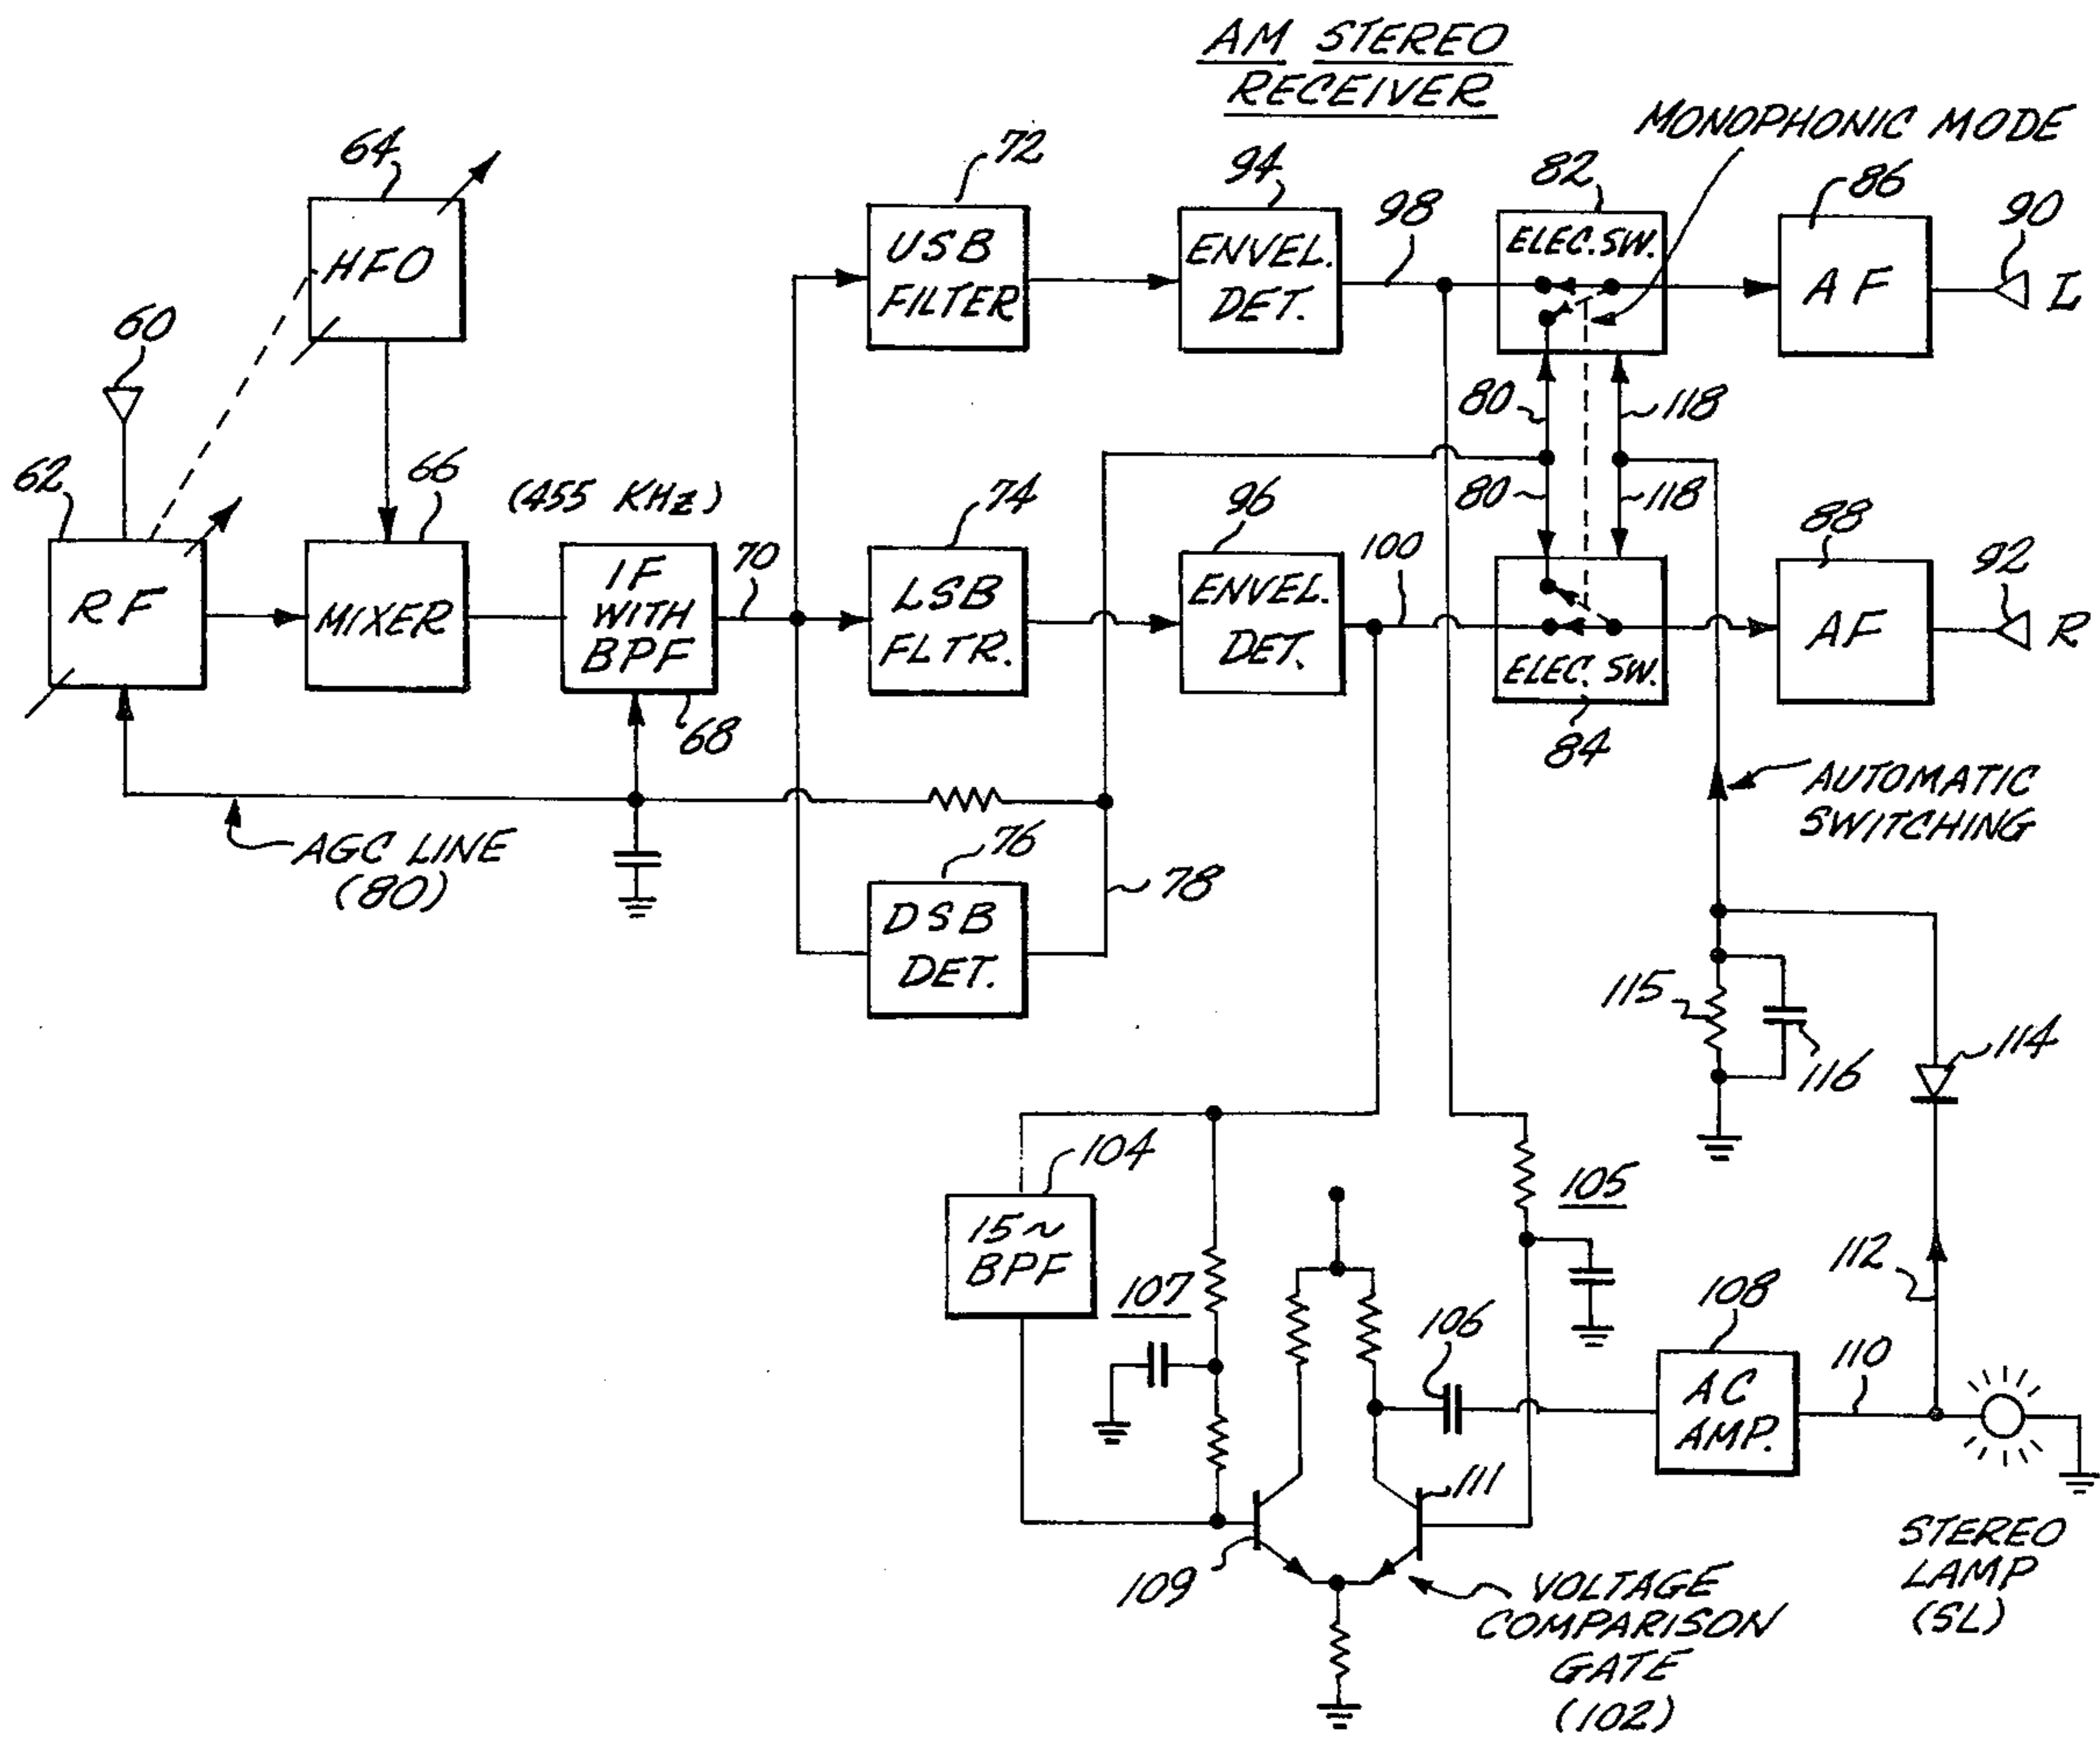 AM STEREO
RECEIVER
MONOPHONIC MODE
64
HFO
60
62
RF
66
MIXER
(455 KHz)
IF
WITH
BPF
68
70
72
USB
FILTER
74
LSB
FLTR.
76
DSB
DET.
78
94
ENVEL.
DET.
96
ENVEL.
DET.
98
100
82
ELEC. SW.
80
118
80
118
ELEC. SW.
84
86
AF
90
L
88
AF
92
R
AGC LINE
(80)
AUTOMATIC
SWITCHING
115
116
114
104
15~
BPF
107
105
106
108
AC
AMP.
110
112
109
111
VOLTAGE
COMPARISON
GATE
(102)
STEREO
LAMP
(SL)